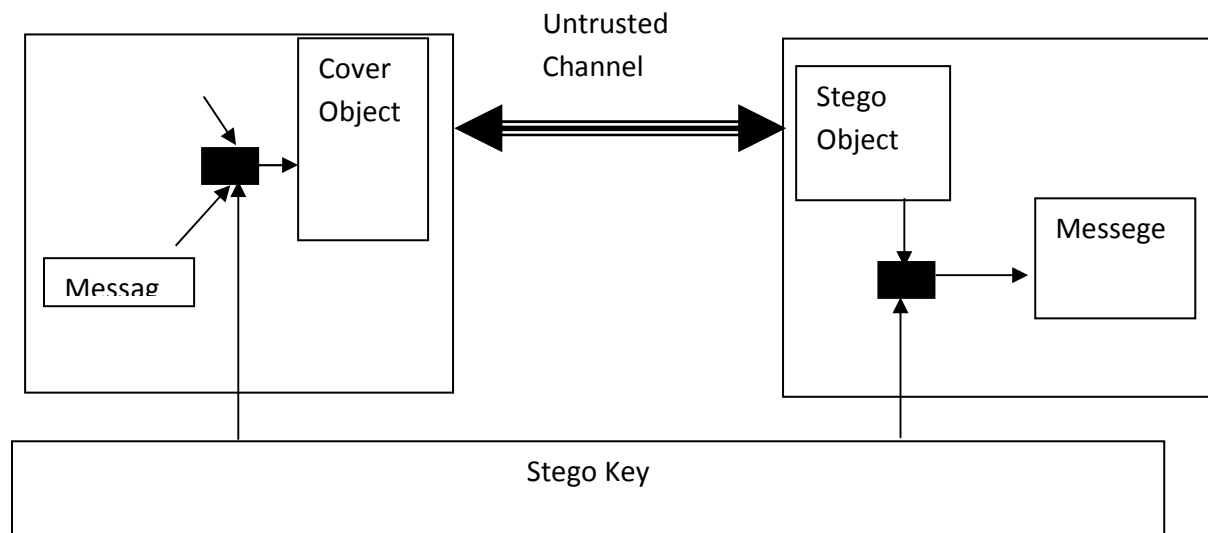 Untrusted
Channel
Cover
Object
Messag
Stego
Object
Messege
Stego Key